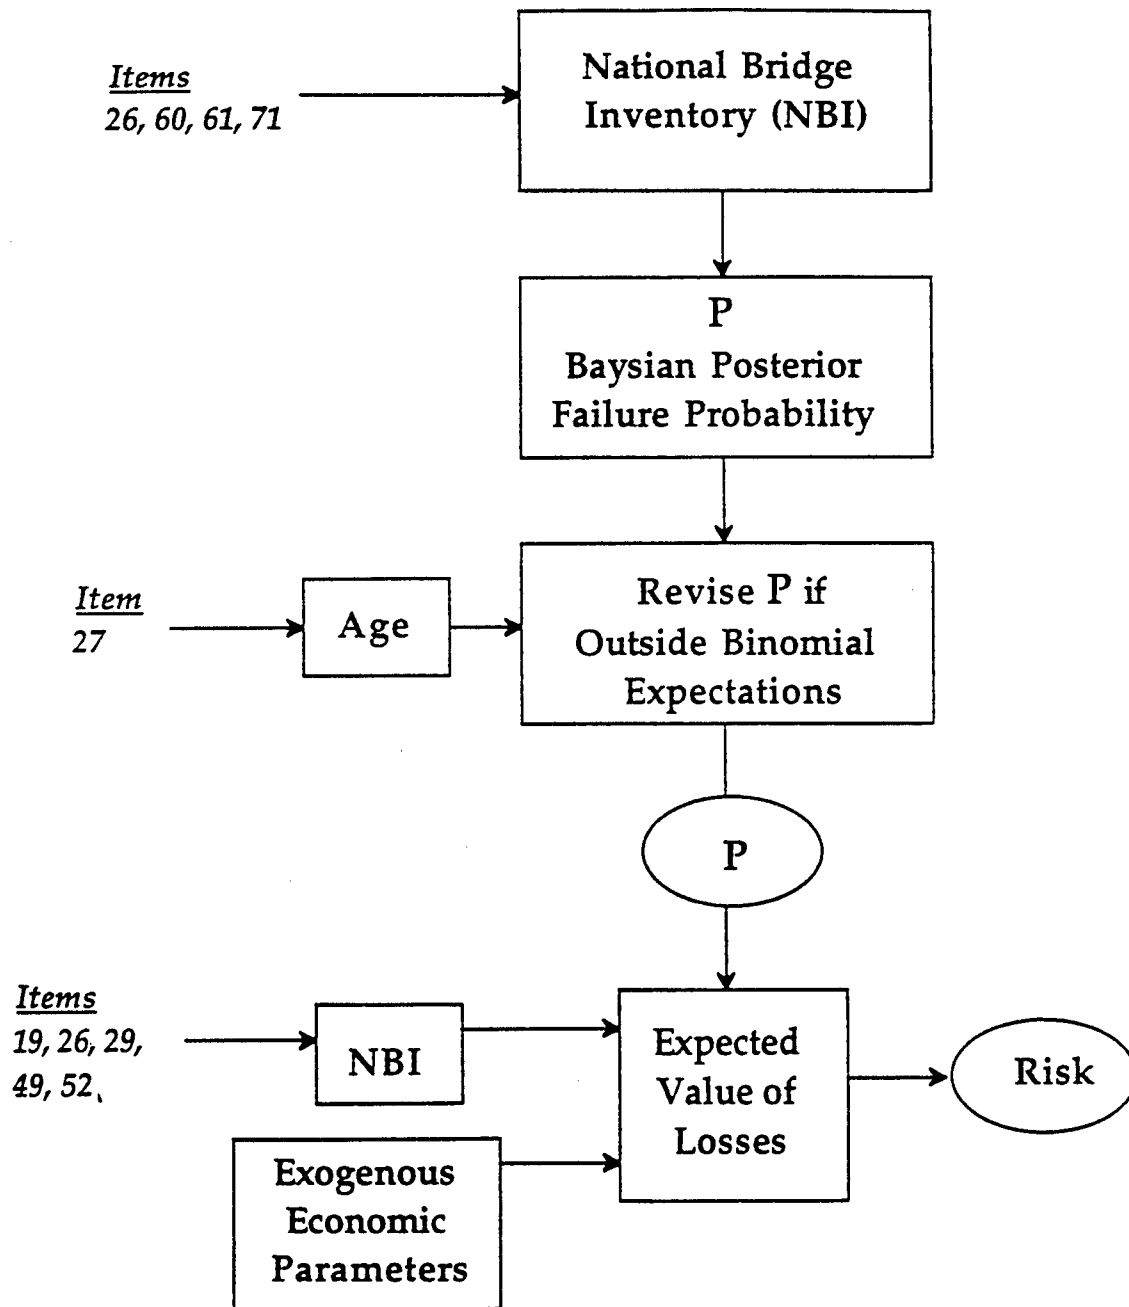 Items
26, 60, 61, 71
National Bridge
Inventory (NBI)
P
Baysian Posterior
Failure Probability
Item
27
Age
Revise P if
Outside Binomial
Expectations
P
Items
19, 26, 29,
49, 52
NBI
Expected
Value of
Losses
Risk
Exogenous
Economic
Parameters